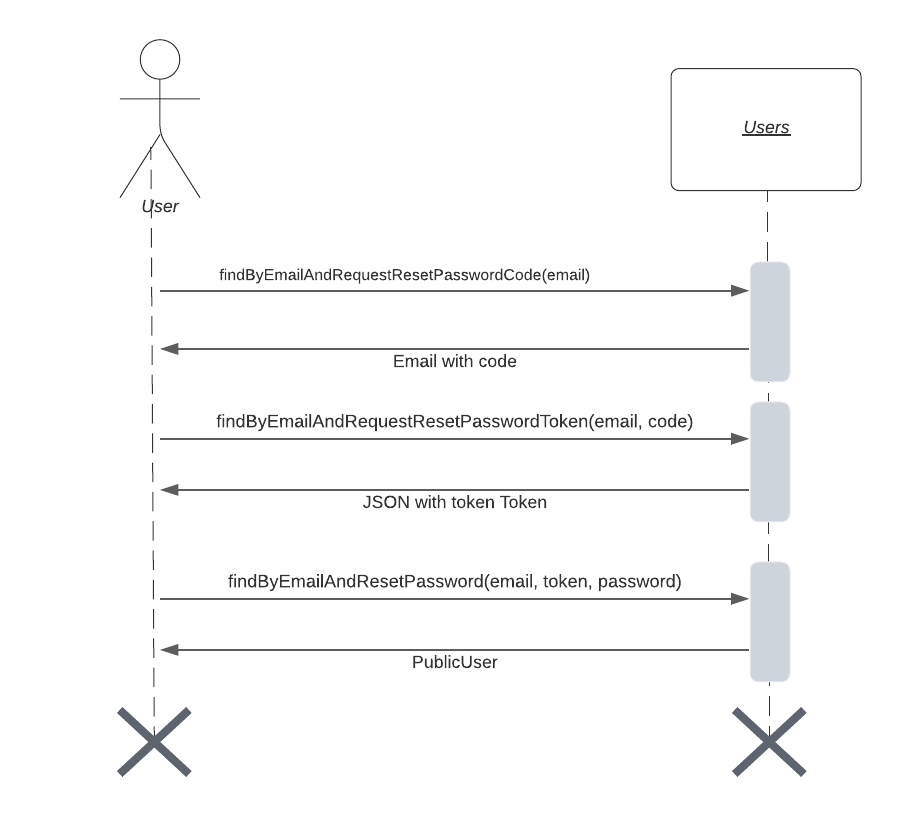 Users
User
findByEmailAndRequestResetPasswordCode(email)
Email with code
findByEmailAndRequestResetPasswordToken(email, code)
JSON with token Token
findByEmailAndResetPassword(email, token, password)
PublicUser